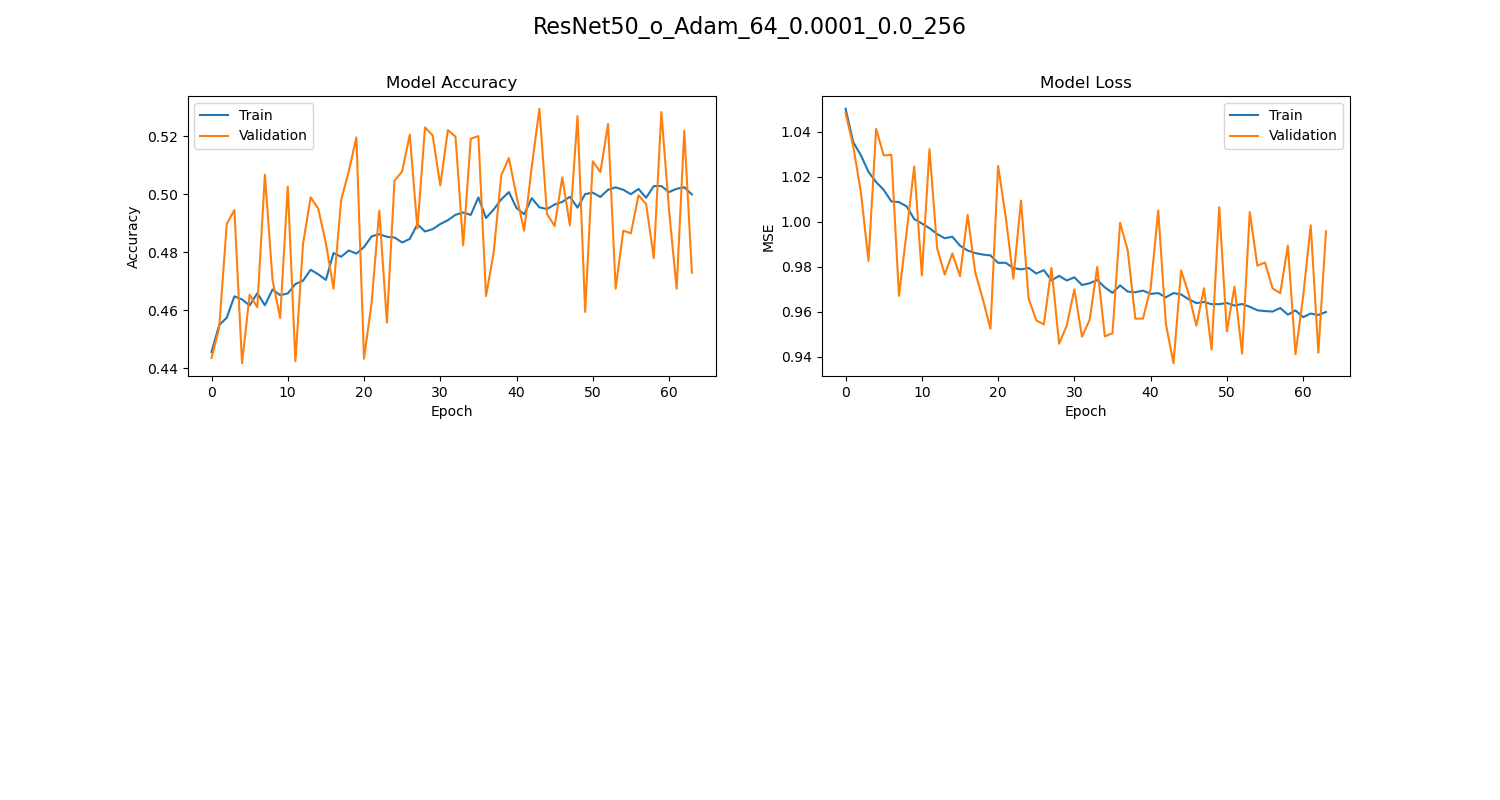 ResNet50_o_Adam_64_0.0001_0.0_256
Model Accuracy
Train
Validation
0.52
0.50
0.48
0.46
0.44
Accuracy
0 10 20 30 40 50 60
Epoch
Model Loss
Train
Validation
1.04
1.02
1.00
0.98
0.96
0.94
MSE
0 10 20 30 40 50 60
Epoch